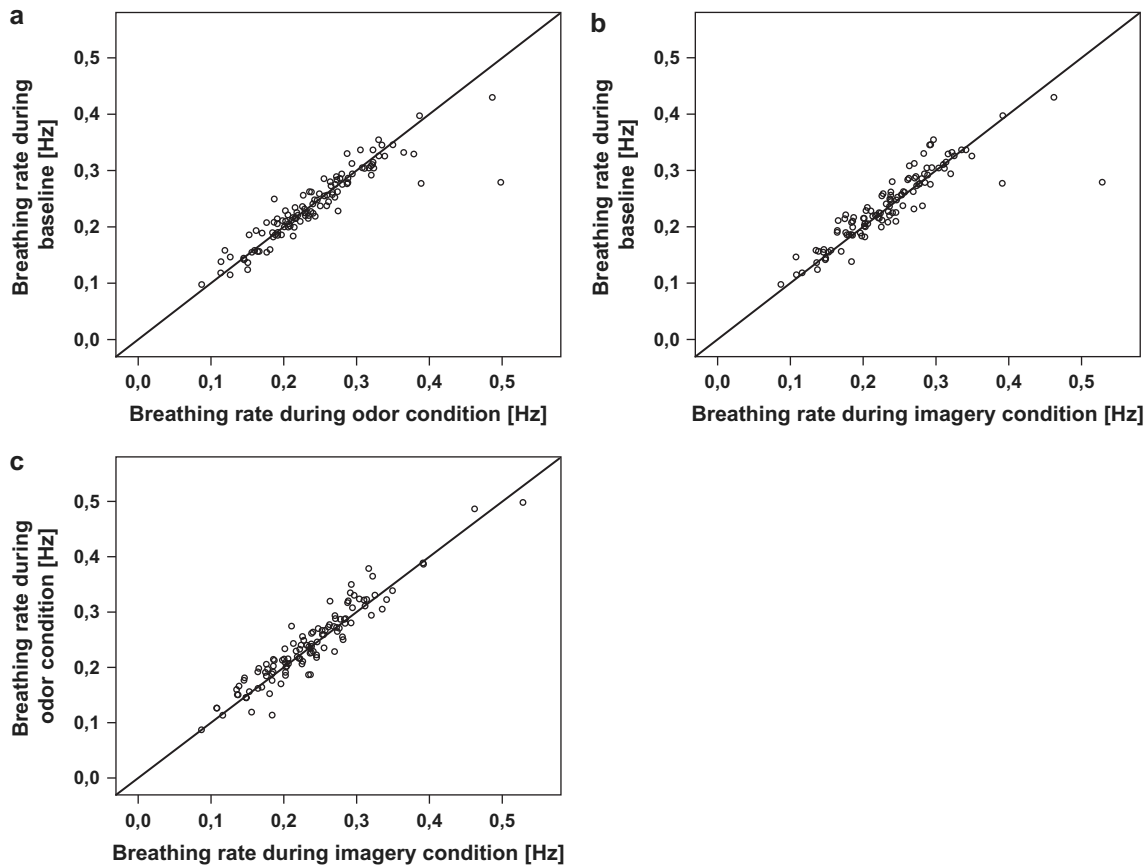 a
Breathing rate during
baseline [Hz]
0,5
0,4
0,3
0,2
0,1
0,0
0,0 0,1 0,2 0,3 0,4 0,5
Breathing rate during odor condition [Hz]
b
Breathing rate during
baseline [Hz]
0,5
0,4
0,3
0,2
0,1
0,0
0,0 0,1 0,2 0,3 0,4 0,5
Breathing rate during imagery condition [Hz]
c
Breathing rate during
odor condition [Hz]
0,5
0,4
0,3
0,2
0,1
0,0
0,0 0,1 0,2 0,3 0,4 0,5
Breathing rate during imagery condition [Hz]